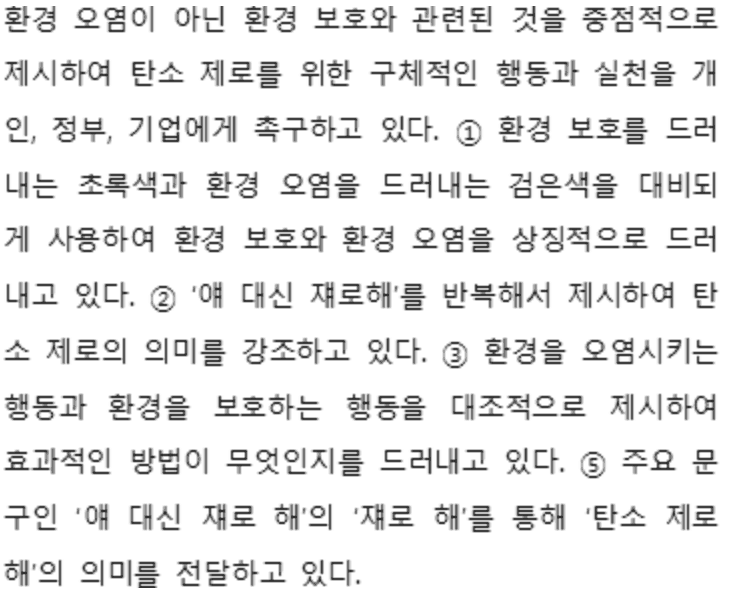 환경 오염이 아닌 환경 보호와 관련된 것을 중점적으로
제시하여 탄소 제로를 위한 구체적인 행동과 실천을 개
인, 정부, 기업에게 촉구하고 있다. ① 환경 보호를 드러
내는 초록색과 환경 오염을 드러내는 검은색을 대비되
게 사용하여 환경 보호와 환경 오염을 상징적으로 드러
내고 있다. ② ‘얘 대신 쟤로해’를 반복해서 제시하여 탄
소 제로의 의미를 강조하고 있다. ③ 환경을 오염시키는
행동과 환경을 보호하는 행동을 대조적으로 제시하여
효과적인 방법이 무엇인지를 드러내고 있다. ⑤ 주요 문
구인 ‘얘 대신 쟤로 해’의 ‘쟤로 해’를 통해 ‘탄소 제로
해’의 의미를 전달하고 있다.